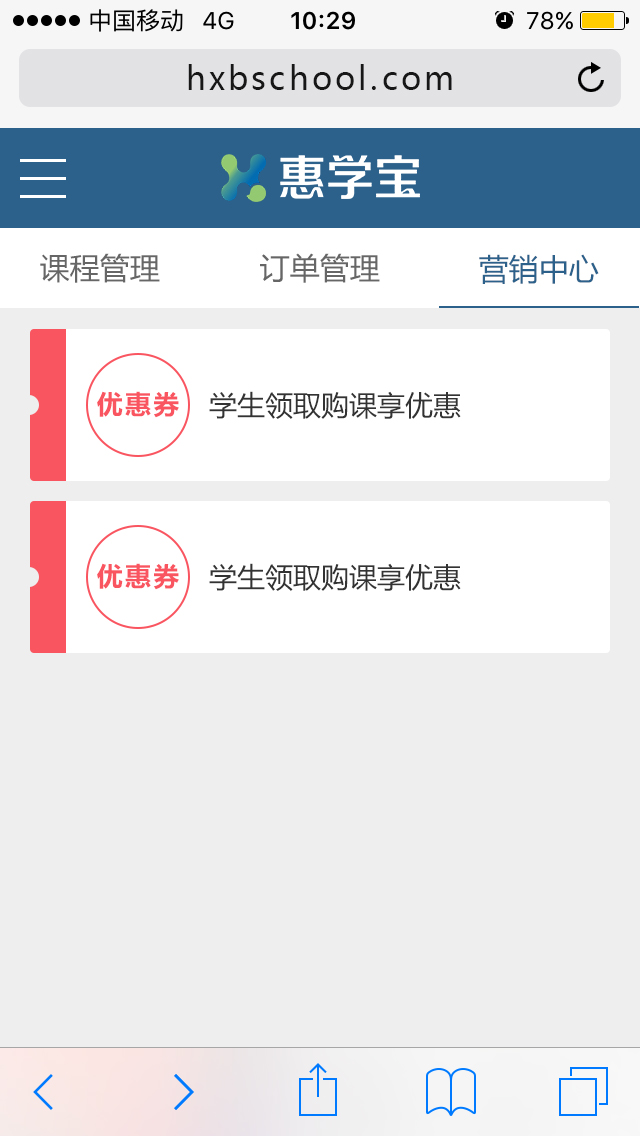 中国移动 4G 10:29 78%
hxbschool.com
惠学宝
课程管理 订单管理 营销中心
优惠券 学生领取购课享优惠
优惠券 学生领取购课享优惠